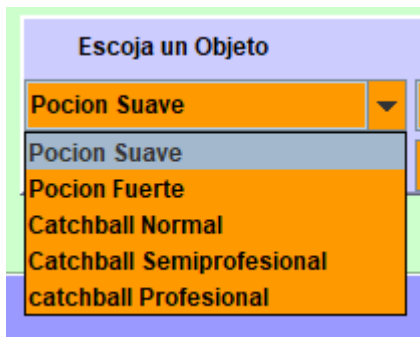 Escoja un Objeto
Pocion Suave
Pocion Suave
Pocion Fuerte
Catchball Normal
Catchball Semiprofesional
catchball Profesional